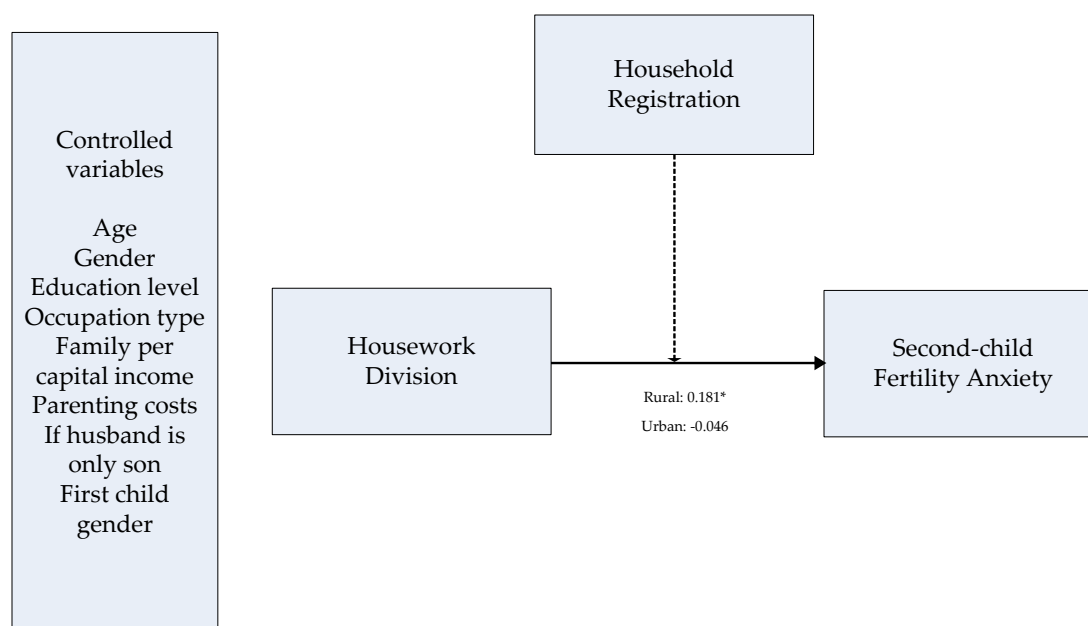 Controlled
variables
Age
Gender
Education level
Occupation type
Family per
capital income
Parenting costs
If husband is
only son
First child
gender
Household
Registration
Housework
Division
Rural: 0.181*
Urban: -0.046
Second-child
Fertility Anxiety